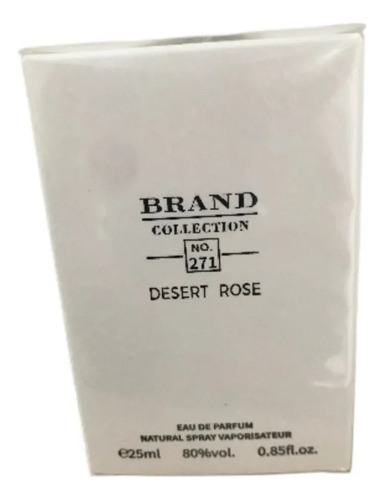 BRAND
COLLECTION
NO.
271
DESERT ROSE
EAU DE PARFUM
NATURAL SPRAY VAPORISATEUR
℮25ml 80%vol. 0.85fl.oz.